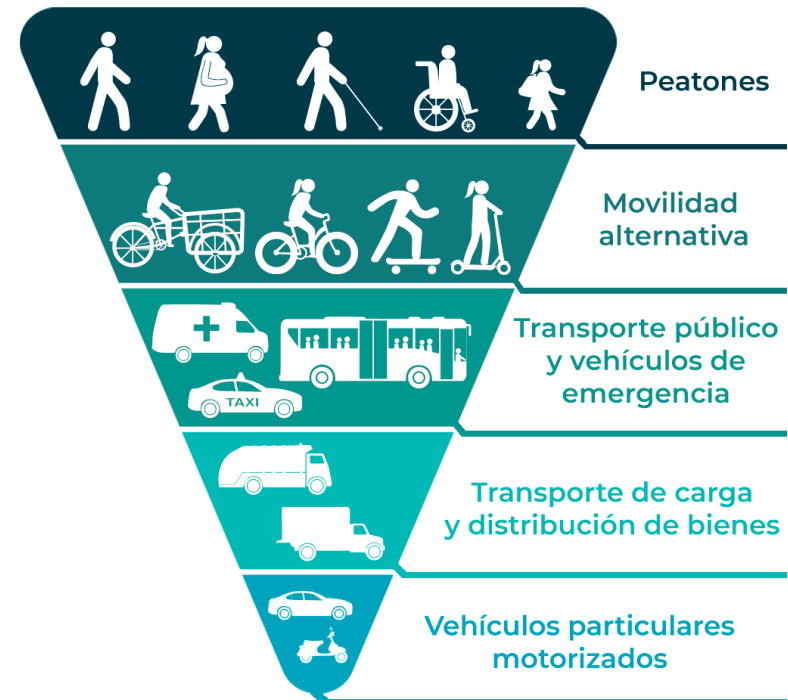 Peatones
Movilidad
alternativa
Transporte público
y vehículos de
emergencia
TAXI
Transporte de carga
y distribución de bienes
Vehículos particulares
motorizados